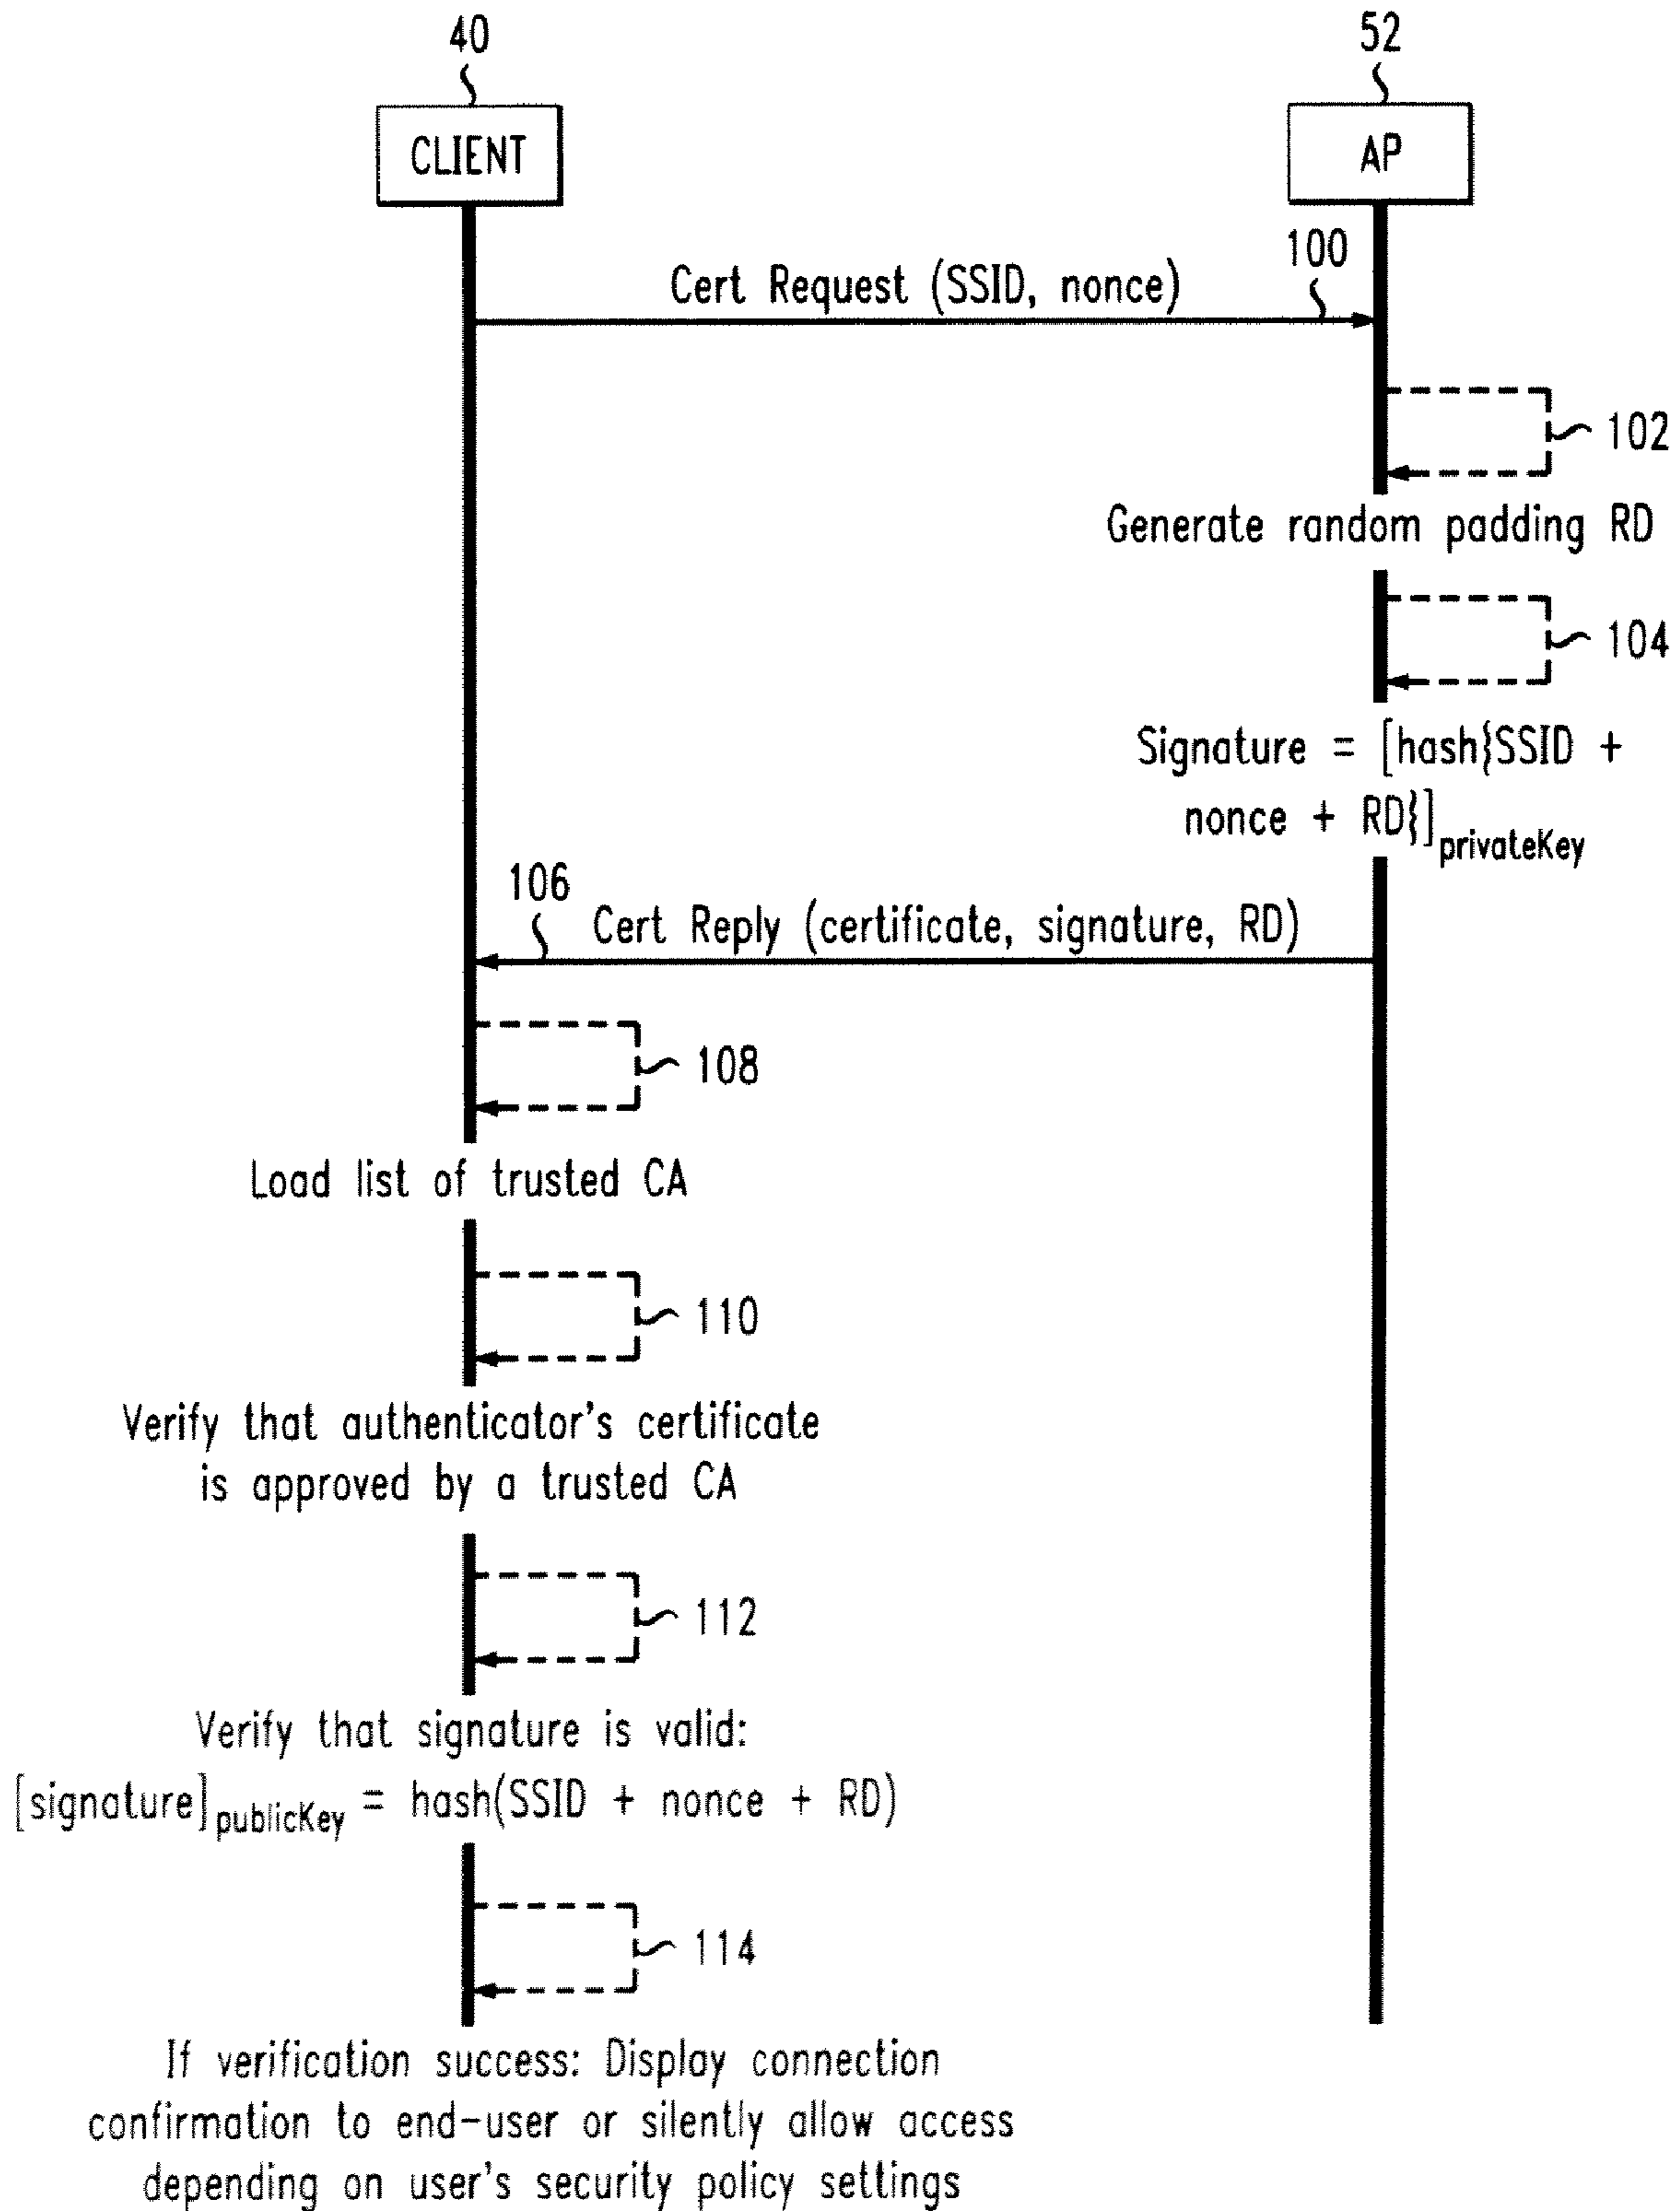 40
52
CLIENT
AP
100
Cert Request (SSID, nonce)
102
Generate random padding RD
104
Signature = [hash{SSID +
nonce + RD}]privateKey
106
Cert Reply (certificate, signature, RD)
108
Load list of trusted CA
110
Verify that authenticator's certificate
is approved by a trusted CA
112
Verify that signature is valid:
[signature]publicKey = hash(SSID + nonce + RD)
114
If verification success: Display connection
confirmation to end-user or silently allow access
depending on user's security policy settings